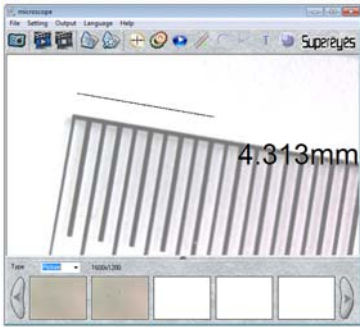 microscope
File Setting Output Language Help
T Supereyes
4.313mm
Type Picture 1600x1200